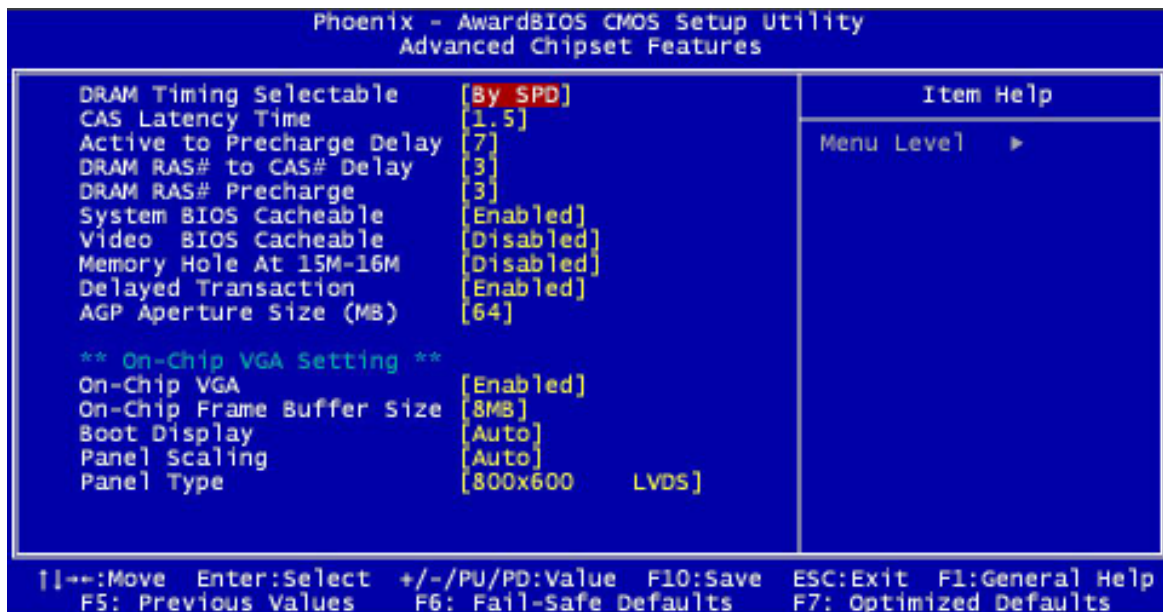 Phoenix - AwardBIOS CMOS Setup Utility
Advanced Chipset Features
DRAM Timing Selectable [By SPD]
CAS Latency Time [1.5]
Active to Precharge Delay [7]
DRAM RAS# to CAS# Delay [3]
DRAM RAS# Precharge [3]
System BIOS Cacheable [Enabled]
Video BIOS Cacheable [Disabled]
Memory Hole At 15M-16M [Disabled]
Delayed Transaction [Enabled]
AGP Aperture Size (MB) [64]
** On-Chip VGA Setting **
On-Chip VGA [Enabled]
On-Chip Frame Buffer Size [8MB]
Boot Display [Auto]
Panel Scaling [Auto]
Panel Type [800x600 LVDS]
Item Help
Menu Level ►
↑↓→←:Move Enter:Select +/-/PU/PD:Value F10:Save ESC:Exit F1:General Help
F5: Previous Values F6: Fail-Safe Defaults F7: Optimized Defaults